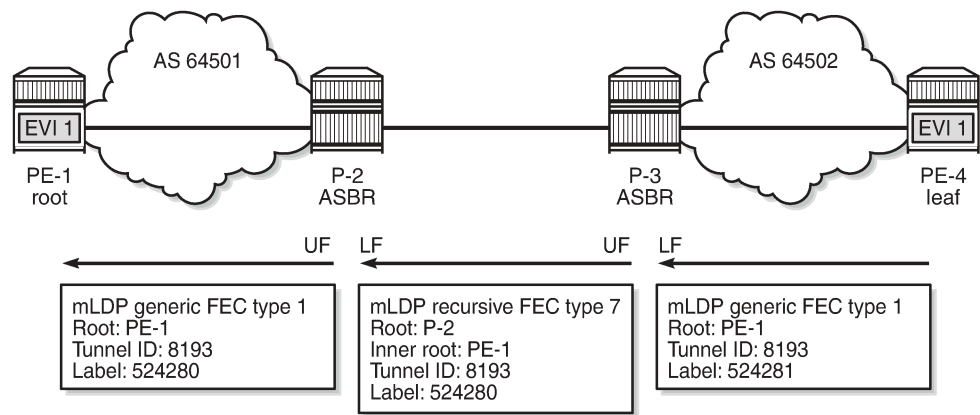 AS 64501
AS 64502
EVI 1
EVI 1
PE-1
root
P-2
ASBR
P-3
ASBR
PE-4
leaf
UF
LF
UF
LF
mLDP generic FEC type 1
Root: PE-1
Tunnel ID: 8193
Label: 524280
mLDP recursive FEC type 7
Root: P-2
Inner root: PE-1
Tunnel ID: 8193
Label: 524280
mLDP generic FEC type 1
Root: PE-1
Tunnel ID: 8193
Label: 524281